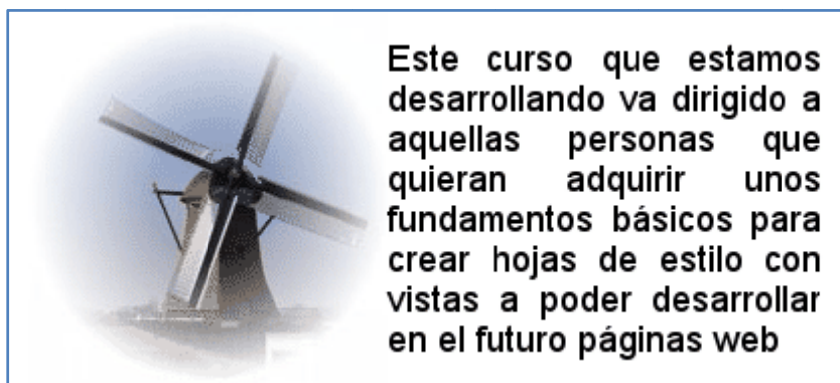 Este curso que estamos
desarrollando va dirigido a
aquellas personas que
quieran adquirir unos
fundamentos básicos para
crear hojas de estilo con
vistas a poder desarrollar
en el futuro páginas web